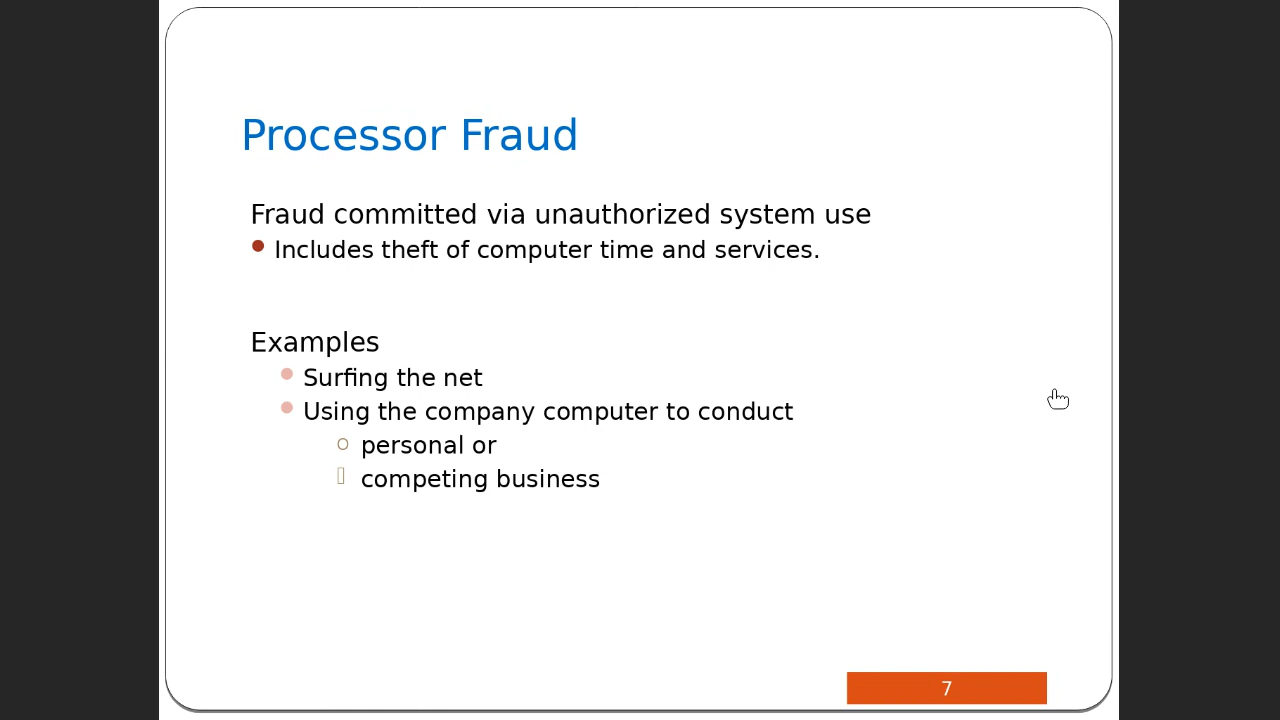 Processor Fraud
Fraud committed via unauthorized system use
Includes theft of computer time and services.
Examples
Surfing the net
Using the company computer to conduct
personal or
competing business
7